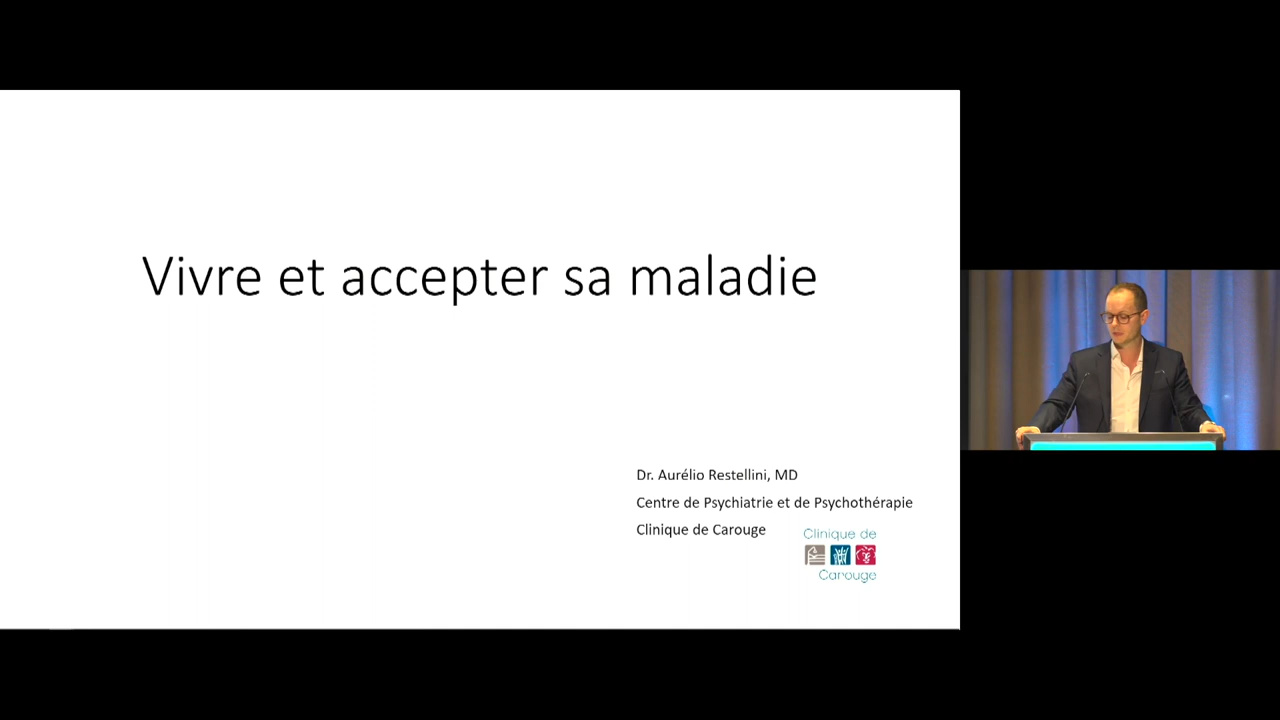 Vivre et accepter sa maladie
Dr. Aurélio Restellini, MD
Centre de Psychiatrie et de Psychothérapie
Clinique de Carouge
Clinique de
Carouge